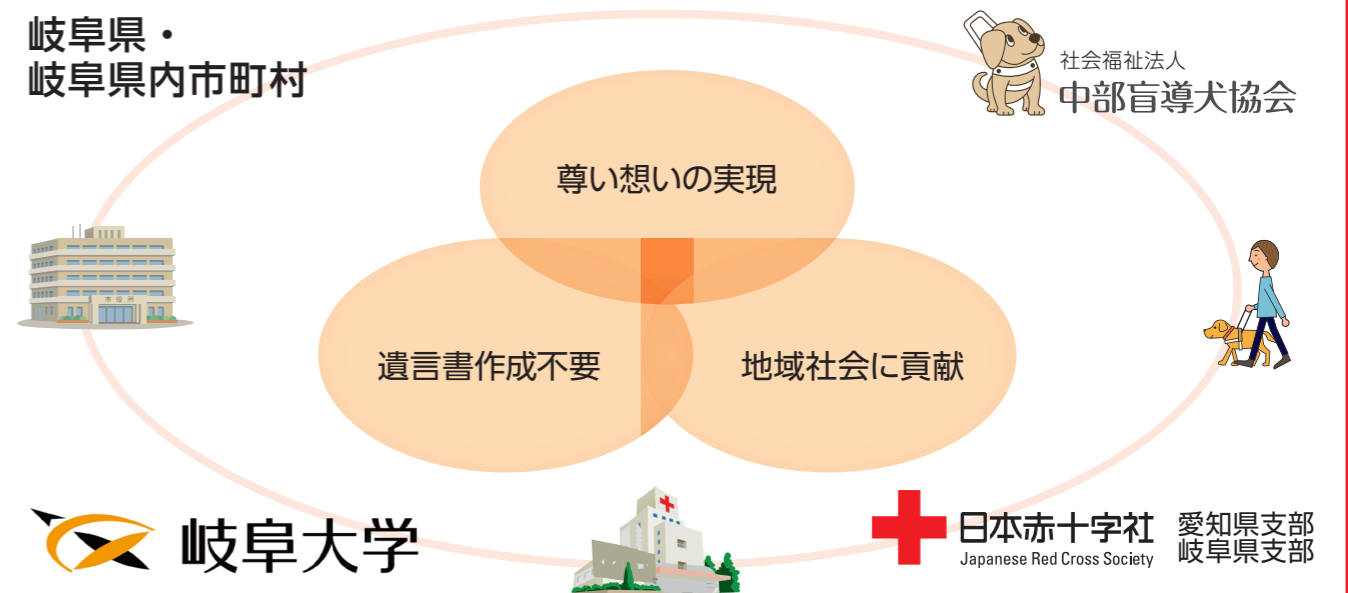 岐阜県・
岐阜県内市町村
社会福祉法人
中部盲導犬協会
尊い想いの実現
市役所
遺言書作成不要
地域社会に貢献
岐阜大学
日本赤十字社
Japanese Red Cross Society
愛知県支部
岐阜県支部